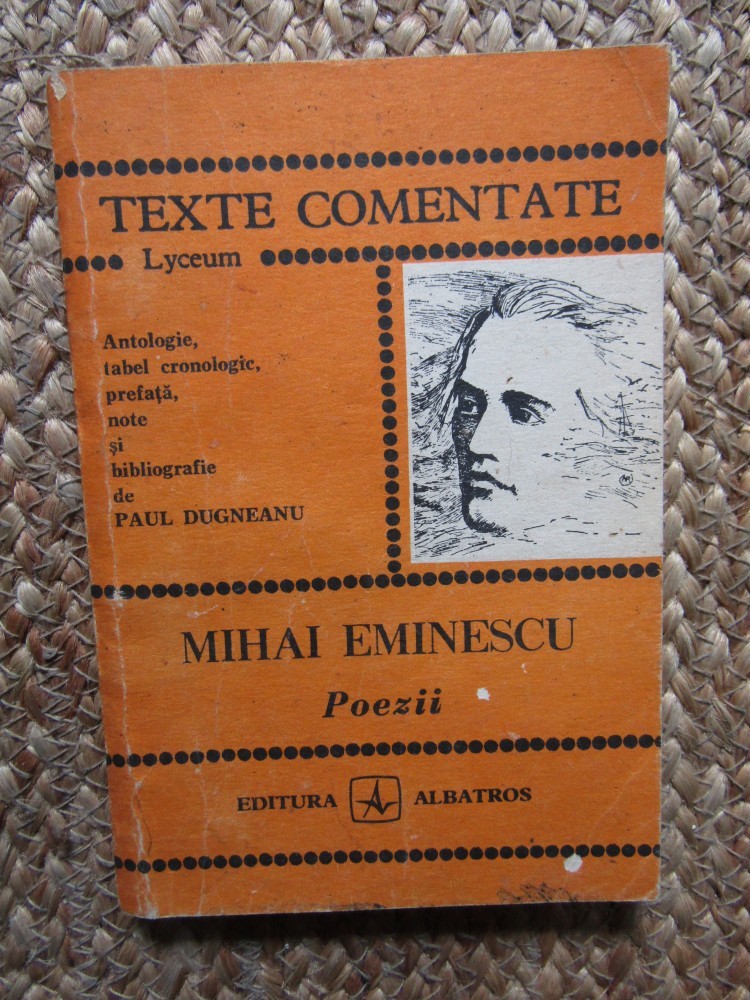 TEXTE COMENTATE
Lyceum
Antologie,
tabel cronologic,
prefață,
note
și
bibliografie
de
PAUL DUGNEANU
MIHAI EMINESCU
Poezii
EDITURA ALBATROS